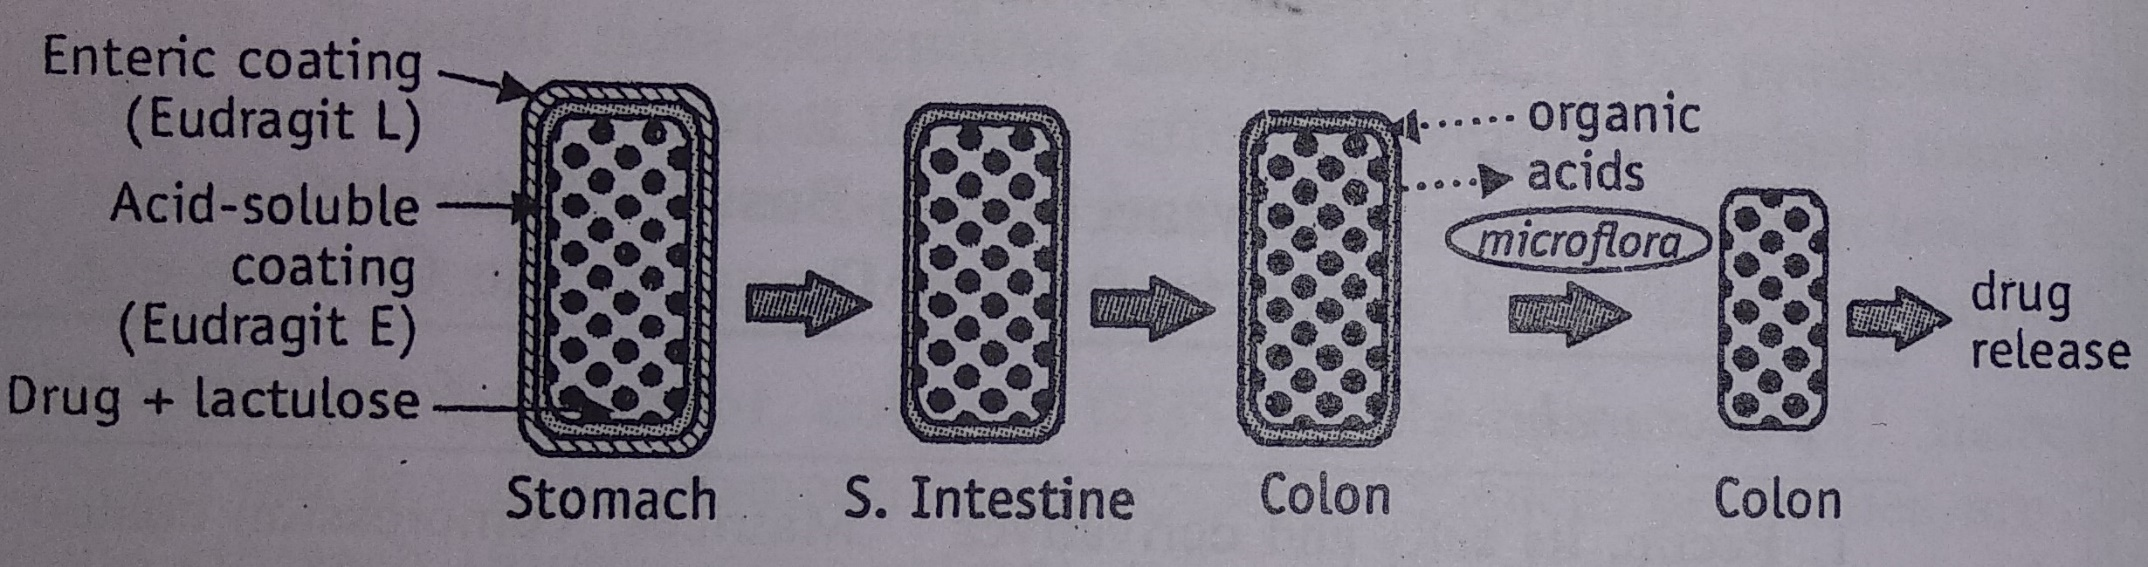 Enteric coating
(Eudragit L)
Acid-soluble
coating
(Eudragit E)
Drug + lactulose
organic
acids
microflora
drug
release
Stomach
S. Intestine
Colon
Colon